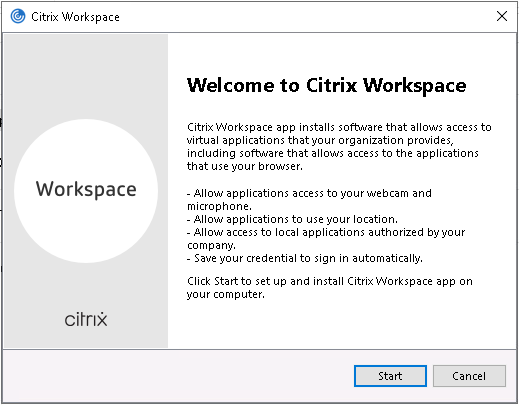 Citrix Workspace
Welcome to Citrix Workspace
Citrix Workspace app installs software that allows access to
virtual applications that your organization provides,
including software that allows access to the applications
that use your browser.
- Allow applications access to your webcam and
microphone.
- Allow applications to use your location.
- Allow access to local applications authorized by your
company.
- Save your credential to sign in automatically.
Click Start to set up and install Citrix Workspace app on
your computer.
Workspace
citrix
Start
Cancel